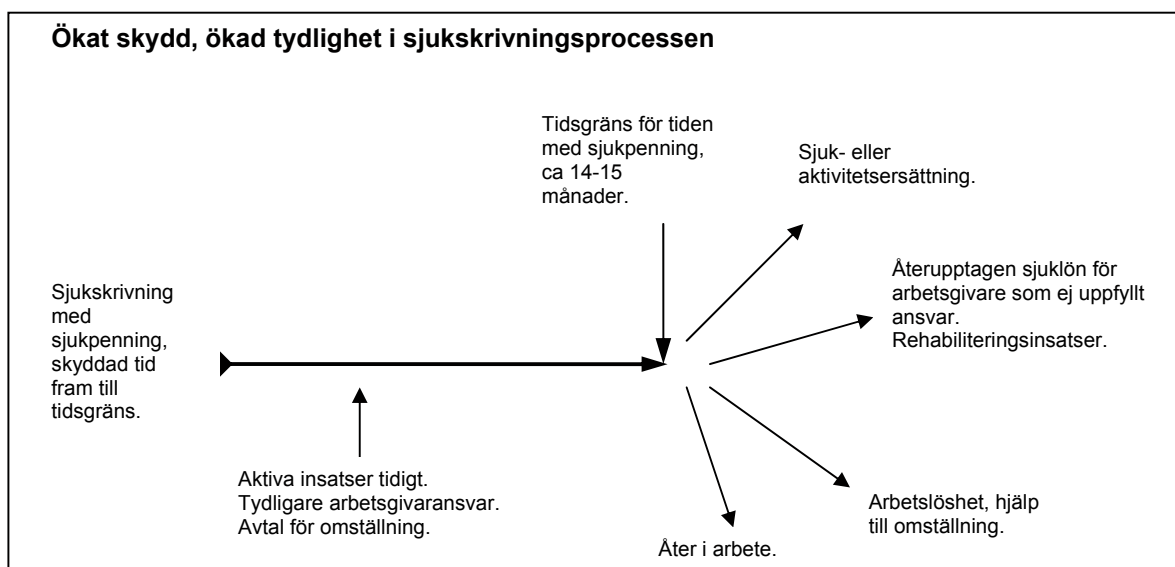 Ökat skydd, ökad tydlighet i sjukskrivningsprocessen
Tidsgräns för tiden
med sjukpenning,
ca 14-15
månader.
Sjuk- eller
aktivitetsersättning.
Sjukskrivning
med
sjukpenning,
skyddad tid
fram till
tidsgräns.
Återupptagen sjuklön för
arbetsgivare som ej uppfyllt
ansvar.
Rehabiliteringsinsatser.
Aktiva insatser tidigt.
Tydligare arbetsgivaransvar.
Avtal för omställning.
Arbetslöshet, hjälp
till omställning.
Åter i arbete.